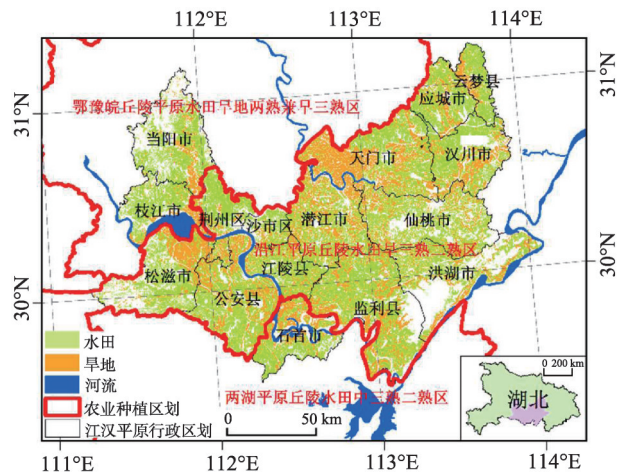 112°E
113°E
114°E
31°N
31°N
云梦县
应城市
鄂豫皖丘陵平原水田旱地两熟兼早三熟区
当阳市
天门市
汉川市
枝江市
荆州区
沙市区
潜江市
仙桃市
沿江平原丘陵水田早三熟二熟区
30°N
30°N
松滋市
江陵县
洪湖市
公安县
监利县
石首市
水田
旱地
河流
农业种植区划
江汉平原行政区划
两湖平原丘陵水田中三熟二熟区
0 50 km
0 200 km
湖北
111°E
112°E
113°E
114°E